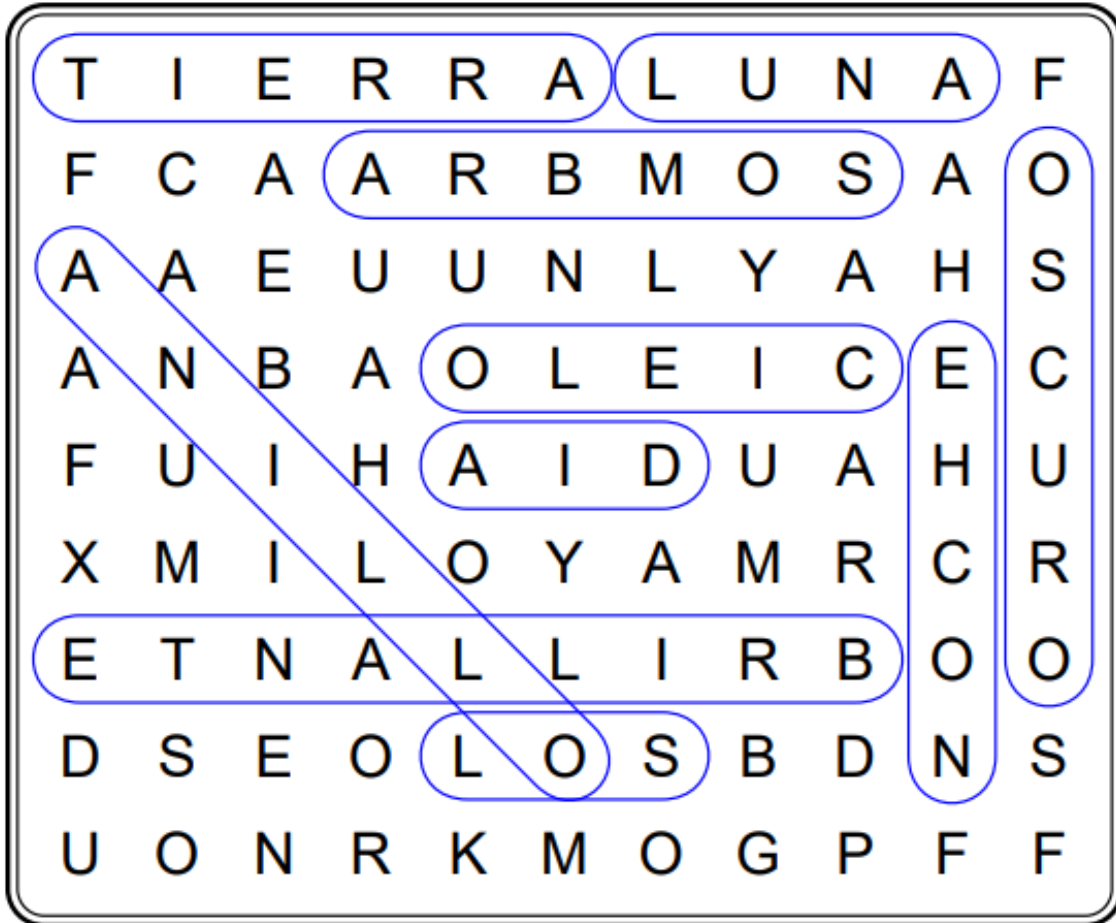 T I E R R A L U N A F
F C A A R B M O S A O
A A E U U N L Y A H S
A N B A O L E I C E C
F U I H A I D U A H U
X M I L O Y A M R C R
E T N A L L I R B O O
D S E O L O S B D N S
U O N R K M O G P F F